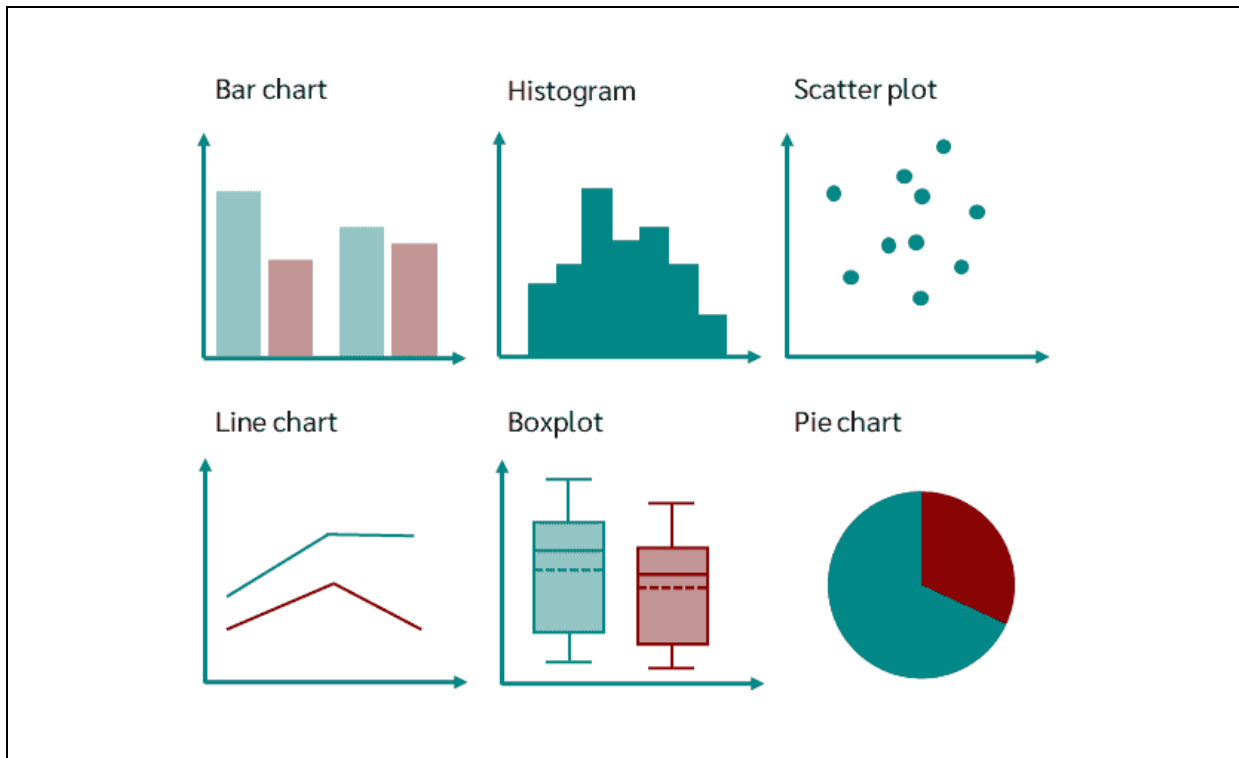 Bar chart
Histogram
Scatter plot
Line chart
Boxplot
Pie chart